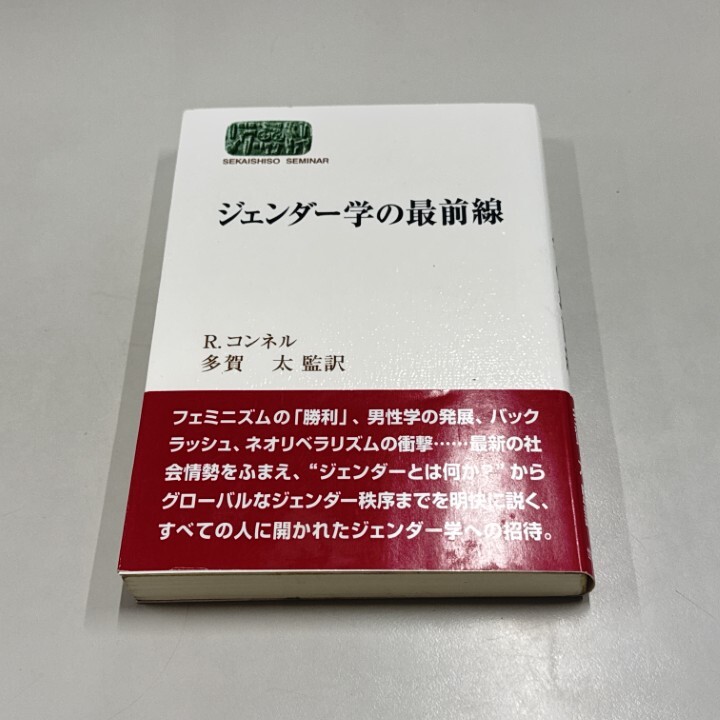 SEKAISHISO SEMINAR
ジェンダー学の最前線
R.コンネル
多賀 太 監訳
フェミニズムの「勝利」、男性学の発展、バック
ラッシュ、ネオリベラリズムの衝撃……最新の社
会情勢をふまえ、“ジェンダーとは何か?”から
グローバルなジェンダー秩序までを明快に説く、
すべての人に開かれたジェンダー学への招待。